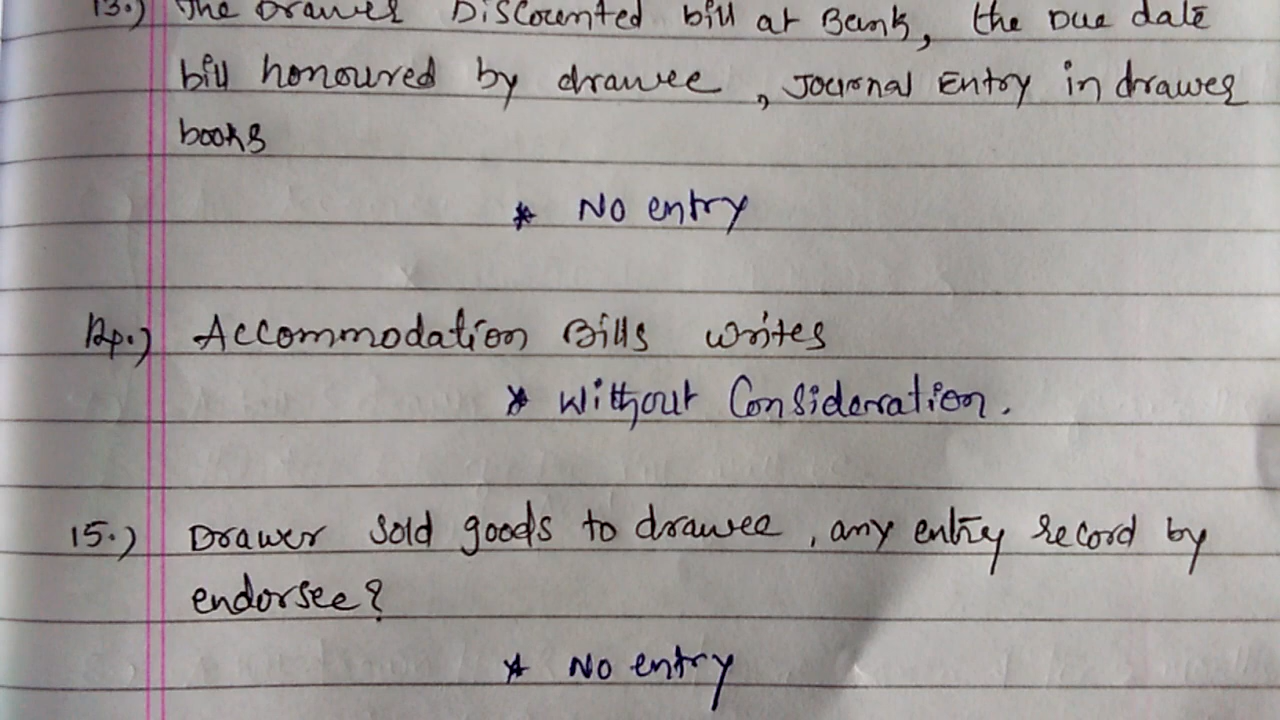 13.) The Drawer Discounted bill at Bank, the Due date
bill honoured by drawee, Journal Entry in drawer
books
* No entry
14.) Accommodation Bills writes
* without Consideration.
15.) Drawer sold goods to drawee, any entry record by
endorsee?
* No entry